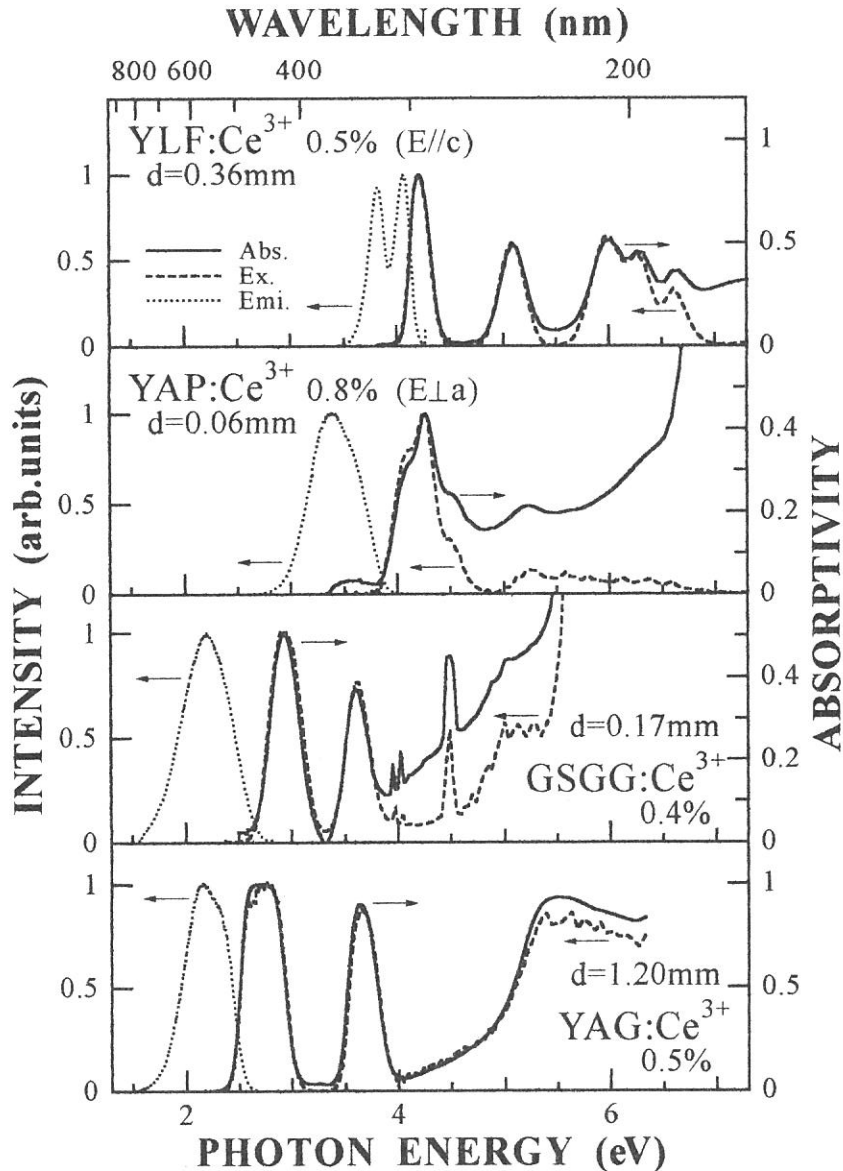 WAVELENGTH (nm)
800 600 400 200
YLF:Ce3+ 0.5% (E//c)
d=0.36mm
Abs.
Ex.
Emi.
1
0.5
0
1
0.5
0
YAP:Ce3+ 0.8% (E⊥a)
d=0.06mm
1
0.5
0
0.4
0.2
0
d=0.17mm
GSGG:Ce3+
0.4%
1
0.5
0
0.4
0.2
0
d=1.20mm
YAG:Ce3+
0.5%
1
0.5
0
1
0.5
0
INTENSITY (arb.units)
ABSORPTIVITY
2 4 6
PHOTON ENERGY (eV)